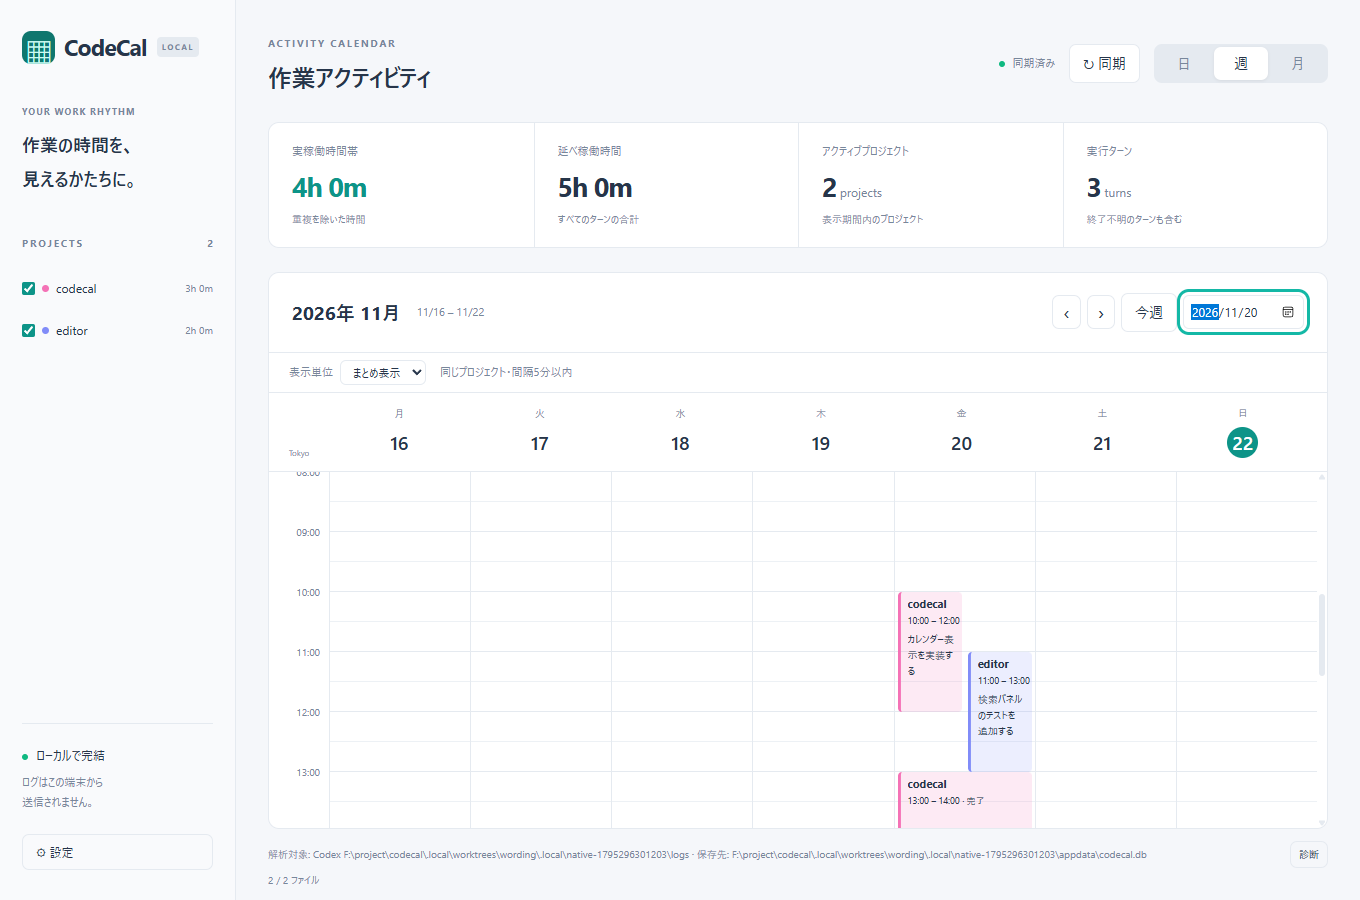 CodeCal LOCAL
YOUR WORK RHYTHM
作業の時間を、
見えるかたちに。
PROJECTS 2
codecal 3h 0m
editor 2h 0m
ローカルで完結
ログはこの端末から
送信されません。
設定
ACTIVITY CALENDAR
作業アクティビティ
同期済み ↻ 同期 日 週 月
実稼働時間帯
4h 0m
重複を除いた時間
延べ稼働時間
5h 0m
すべてのターンの合計
アクティブプロジェクト
2 projects
表示期間内のプロジェクト
実行ターン
3 turns
終了不明のターンも含む
2026年 11月 11/16 – 11/22
‹ › 今週 2026/11/20
表示単位 まとめ表示 同じプロジェクト・間隔5分以内
月 火 水 木 金 土 日
Tokyo 16 17 18 19 20 21 22
08:00
09:00
10:00
11:00
12:00
13:00
codecal
10:00 – 12:00
カレンダー表
示を実装す
る
editor
11:00 – 13:00
検索パネル
のテストを
追加する
codecal
13:00 – 14:00 · 完了
解析対象: Codex F:\project\codecal\.local\worktrees\wording\.local\native-1795296301203\logs · 保存先: F:\project\codecal\.local\worktrees\wording\.local\native-1795296301203\appdata\codecal.db
診断
2 / 2 ファイル